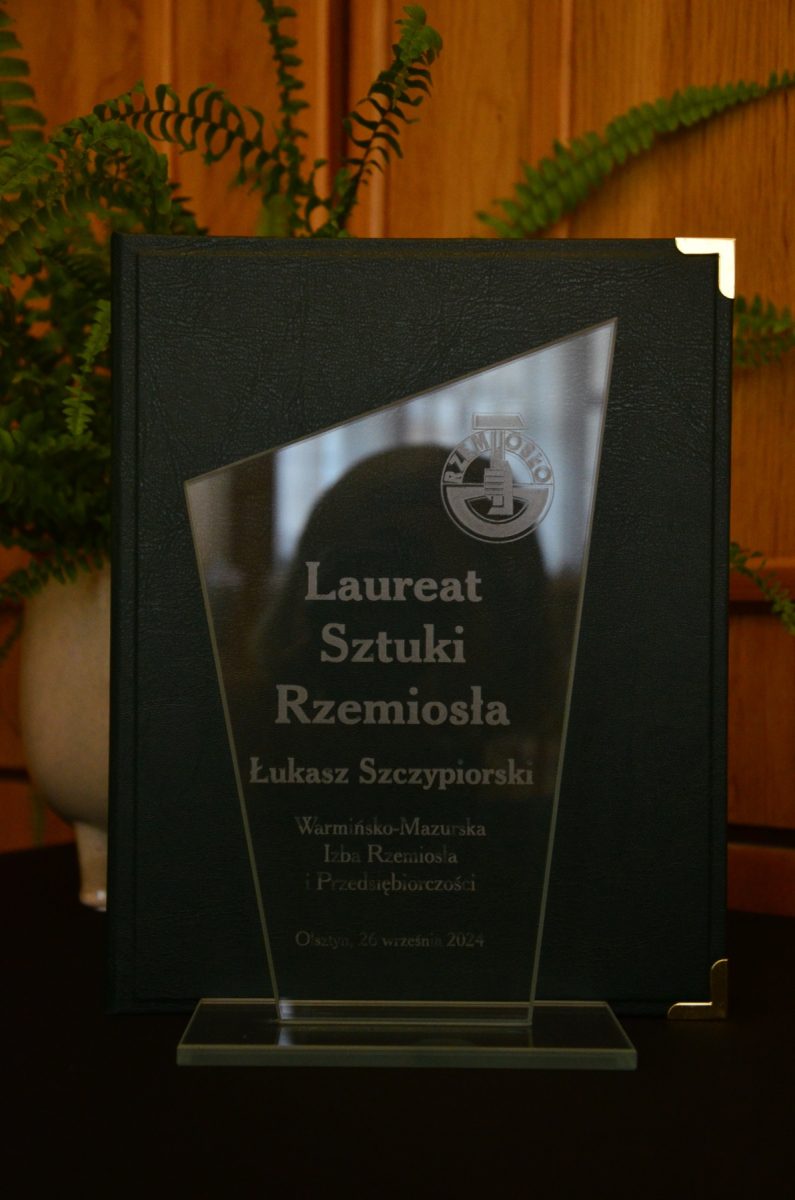 RZEMIOSŁO
Laureat
Sztuki
Rzemiosła
Łukasz Szczypiorski
Warmińsko-Mazurska
Izba Rzemiosła
i Przedsiębiorczości
Olsztyn, 26 września 2024